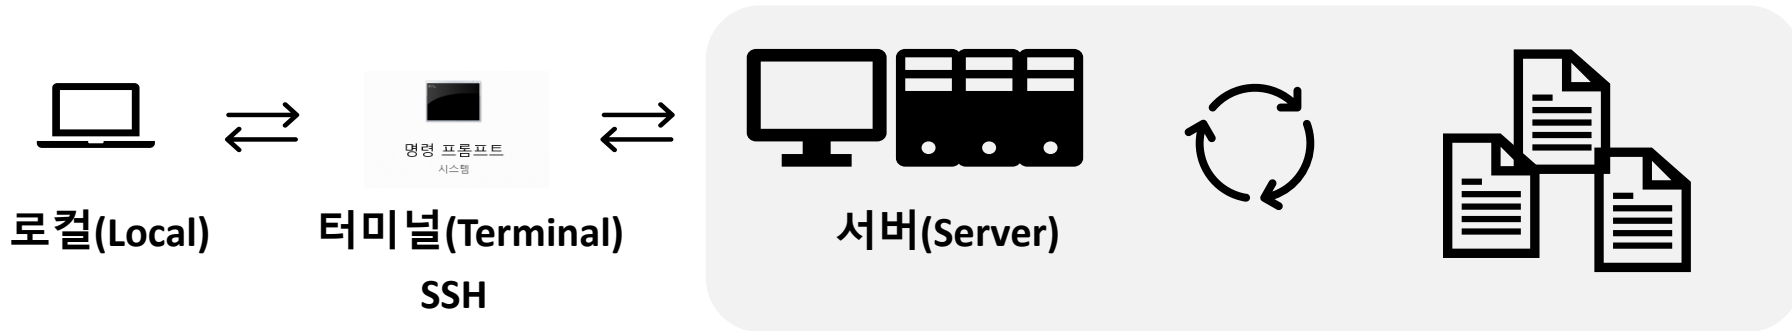 명령 프롬프트
시스템
로컬(Local)
터미널(Terminal)
SSH
서버(Server)